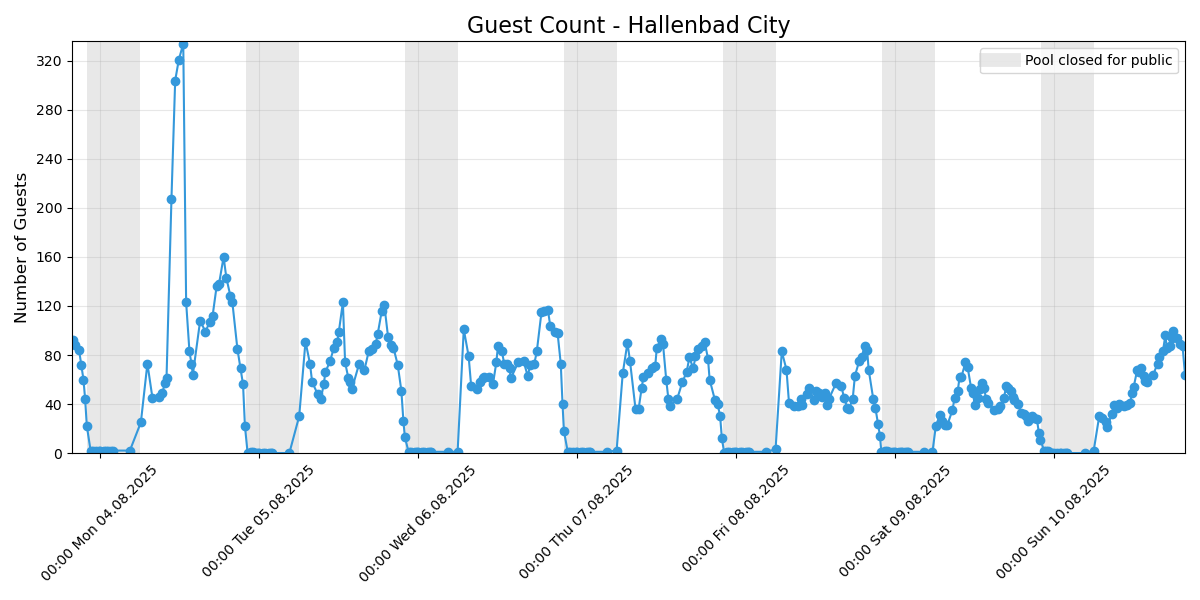 Guest Count - Hallenbad City
Pool closed for public
Number of Guests
320
280
240
200
160
120
80
40
0
00:00 Mon 04.08.2025
00:00 Tue 05.08.2025
00:00 Wed 06.08.2025
00:00 Thu 07.08.2025
00:00 Fri 08.08.2025
00:00 Sat 09.08.2025
00:00 Sun 10.08.2025